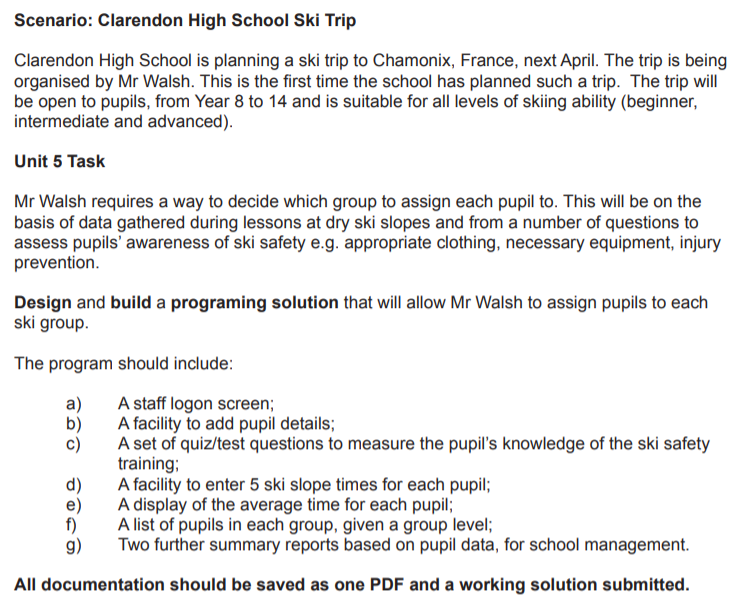 Scenario: Clarendon High School Ski Trip
Clarendon High School is planning a ski trip to Chamonix, France, next April. The trip is being
organised by Mr Walsh. This is the first time the school has planned such a trip. The trip will
be open to pupils, from Year 8 to 14 and is suitable for all levels of skiing ability (beginner,
intermediate and advanced).
Unit 5 Task
Mr Walsh requires a way to decide which group to assign each pupil to. This will be on the
basis of data gathered during lessons at dry ski slopes and from a number of questions to
assess pupils' awareness of ski safety e.g. appropriate clothing, necessary equipment, injury
prevention.
Design and build a programing solution that will allow Mr Walsh to assign pupils to each
ski group.
The program should include:
a) A staff logon screen;
b) A facility to add pupil details;
c) A set of quiz/test questions to measure the pupil's knowledge of the ski safety
training;
d) A facility to enter 5 ski slope times for each pupil;
e) A display of the average time for each pupil;
f) A list of pupils in each group, given a group level;
g) Two further summary reports based on pupil data, for school management.
All documentation should be saved as one PDF and a working solution submitted.